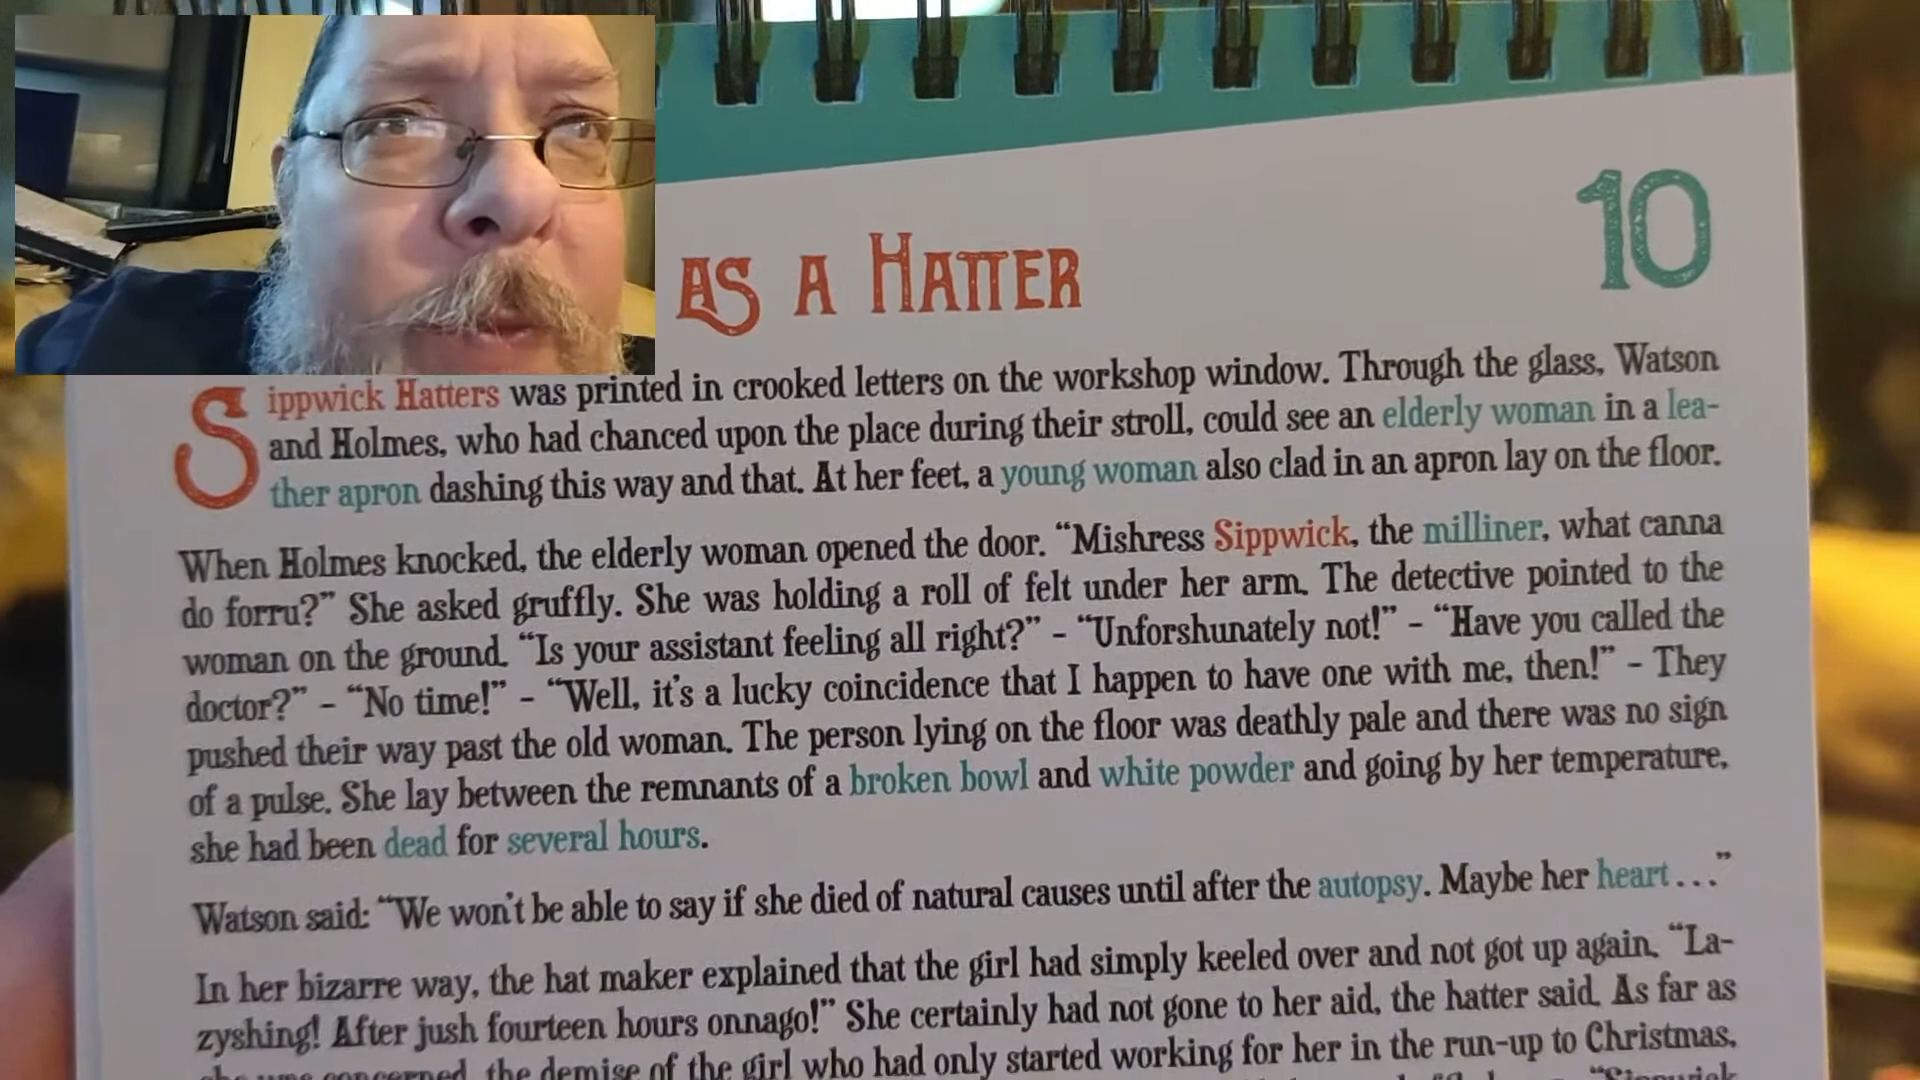 AS A HATTER
10
Sippwick Hatters was printed in crooked letters on the workshop window. Through the glass, Watson
and Holmes, who had chanced upon the place during their stroll, could see an elderly woman in a lea-
ther apron dashing this way and that. At her feet, a young woman also clad in an apron lay on the floor.
When Holmes knocked, the elderly woman opened the door. “Mishress Sippwick, the milliner, what canna
do forru?” She asked gruffly. She was holding a roll of felt under her arm. The detective pointed to the
woman on the ground. “Is your assistant feeling all right?” - “Unforshunately not!” - “Have you called the
doctor?” - “No time!” - “Well, it’s a lucky coincidence that I happen to have one with me, then!” - They
pushed their way past the old woman. The person lying on the floor was deathly pale and there was no sign
of a pulse. She lay between the remnants of a broken bowl and white powder and going by her temperature,
she had been dead for several hours.
Watson said: “We won’t be able to say if she died of natural causes until after the autopsy. Maybe her heart...”
In her bizarre way, the hat maker explained that the girl had simply keeled over and not got up again. “La-
zyshing! After jush fourteen hours onnago!” She certainly had not gone to her aid, the hatter said. As far as
she was concerned, the demise of the girl who had only started working for her in the run-up to Christmas,